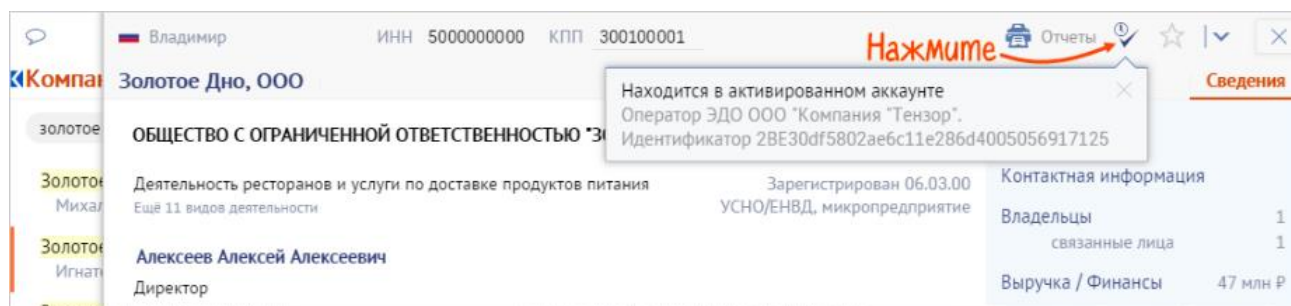 Владимир ИНН 5000000000 КПП 300100001 Нажмите Отчеты
Компан Золотое Дно, ООО Сведения
Находится в активированном аккаунте
Оператор ЭДО ООО "Компания "Тензор".
Идентификатор 2BE30df5802ae6c11e286d4005056917125
золотое ОБЩЕСТВО С ОГРАНИЧЕННОЙ ОТВЕТСТВЕННОСТЬЮ "ЗО
Золотое Деятельность ресторанов и услуги по доставке продуктов питания Зарегистрирован 06.03.00 Контактная информация
Михал Ещё 11 видов деятельности УСНО/ЕНВД, микропредприятие
Владельцы 1
связанные лица 1
Золотое Алексеев Алексей Алексеевич
Игнат Директор Выручка / Финансы 47 млн ₽